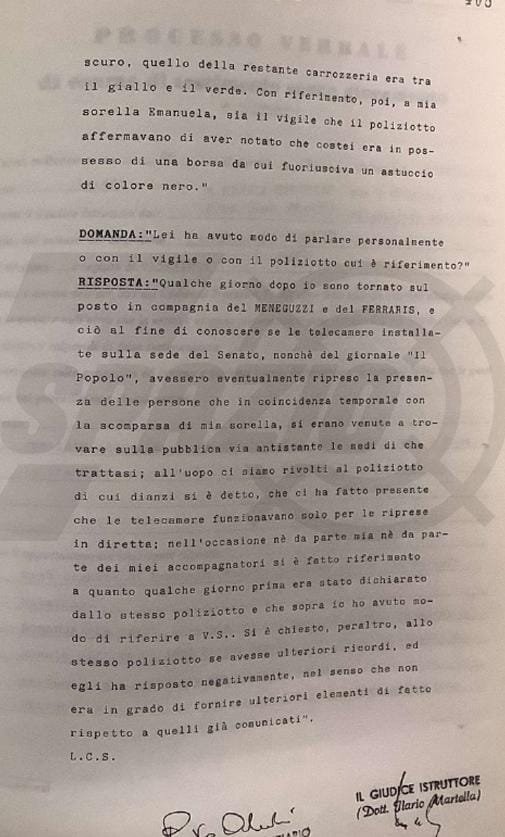 PROCESSO VERBALE
scuro, quello della restante carrozzeria era tra
il giallo e il verde. Con riferimento, poi, a mia
sorella Emanuela, sia il vigile che il poliziotto
affermavano di aver notato che costei era in pos-
sesso di una borsa da cui fuoriusciva un astuccio
di colore nero."
DOMANDA:"Lei ha avuto modo di parlare personalmente
o con il vigile o con il poliziotto cui è riferimento?"
RISPOSTA:"Qualche giorno dopo io sono tornato sul
posto in compagnia del MENEGUZZI e del FERRARIS, e
ciò al fine di conoscere se le telecamere installa-
te sulla sede del Senato, nonchè del giornale "Il
Popolo", avessero eventualmente ripreso la presen-
za delle persone che in coincidenza temporale con
la scomparsa di mia sorella, si erano venute a tro-
vare sulla pubblica via antistante le sedi di che
trattasi; all'uopo ci siamo rivolti al poliziotto
di cui dianzi si è detto, che ci ha fatto presente
che le telecamere funzionavano solo per le riprese
in diretta; nell'occasione nè da parte mia nè da par-
te dei miei accompagnatori si è fatto riferimento
a quanto qualche giorno prima era stato dichiarato
dallo stesso poliziotto e che sopra io ho avuto mo-
do di riferire a V.S.. Si è chiesto, peraltro, allo
stesso poliziotto se avesse ulteriori ricordi, ed
egli ha risposto negativamente, nel senso che non
era in grado di fornire ulteriori elementi di fatto
rispetto a quelli già comunicati".
L.C.S.
IL GIUDICE ISTRUTTORE
(Dott. Ilario Martella)